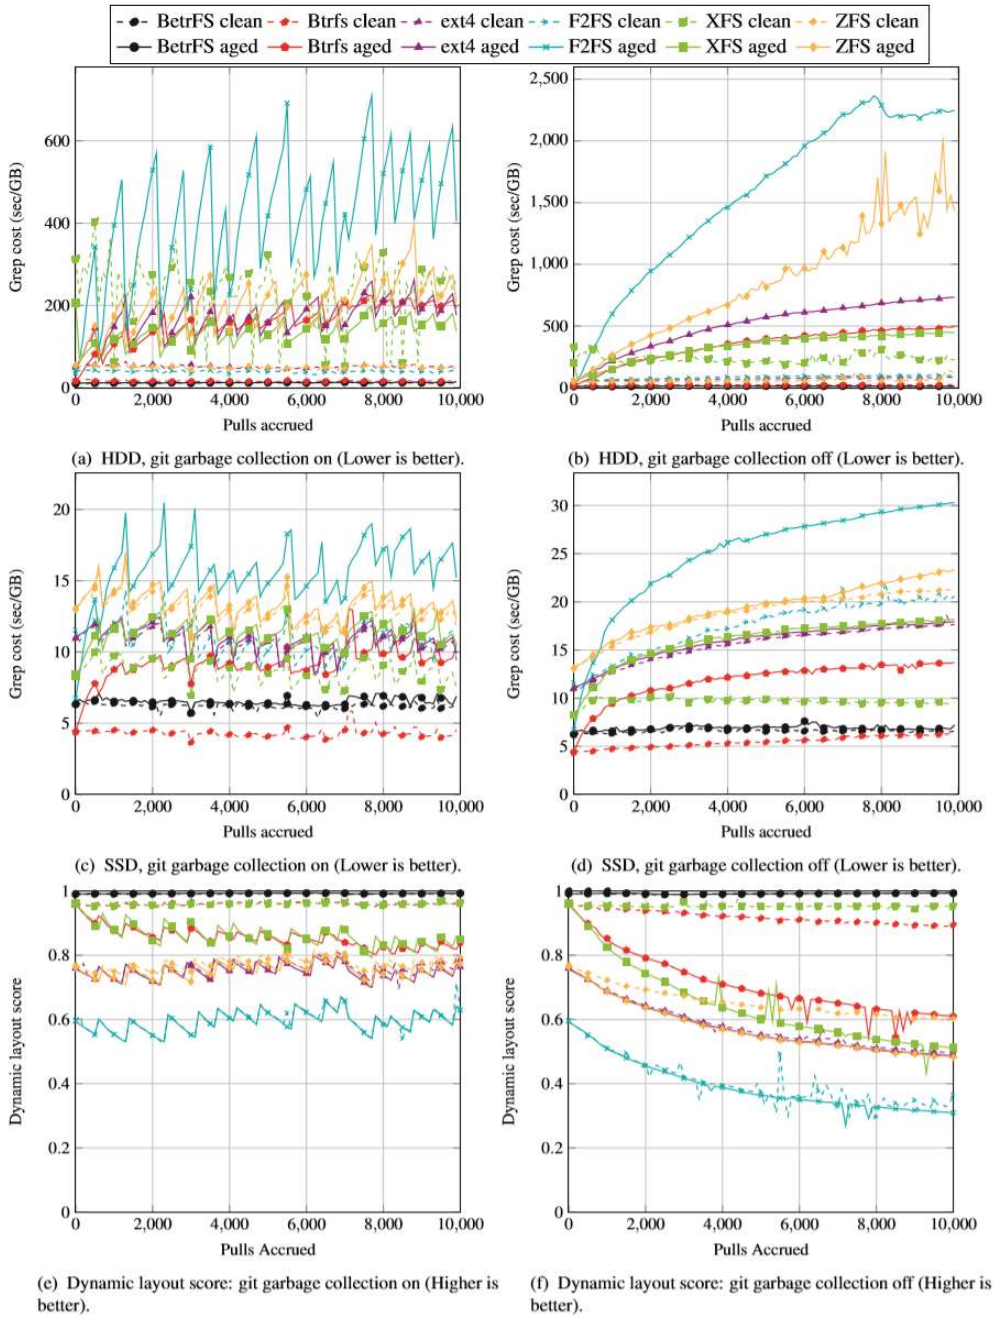 BetrFS clean Btrfs clean ext4 clean F2FS clean XFS clean ZFS clean
BetrFS aged Btrfs aged ext4 aged F2FS aged XFS aged ZFS aged
Grep cost (sec/GB)
600
400
200
0
0 2,000 4,000 6,000 8,000 10,000
Pulls accrued
(a) HDD, git garbage collection on (Lower is better).
Grep cost (sec/GB)
2,500
2,000
1,500
1,000
500
0
0 2,000 4,000 6,000 8,000 10,000
Pulls accrued
(b) HDD, git garbage collection off (Lower is better).
Grep cost (sec/GB)
20
15
10
5
0
0 2,000 4,000 6,000 8,000 10,000
Pulls accrued
(c) SSD, git garbage collection on (Lower is better).
Grep cost (sec/GB)
30
25
20
15
10
5
0
0 2,000 4,000 6,000 8,000 10,000
Pulls accrued
(d) SSD, git garbage collection off (Lower is better).
Dynamic layout score
1
0.8
0.6
0.4
0.2
0
0 2,000 4,000 6,000 8,000 10,000
Pulls Accrued
(e) Dynamic layout score: git garbage collection on (Higher is
better).
Dynamic layout score
1
0.8
0.6
0.4
0.2
0
0 2,000 4,000 6,000 8,000 10,000
Pulls Accrued
(f) Dynamic layout score: git garbage collection off (Higher is
better).